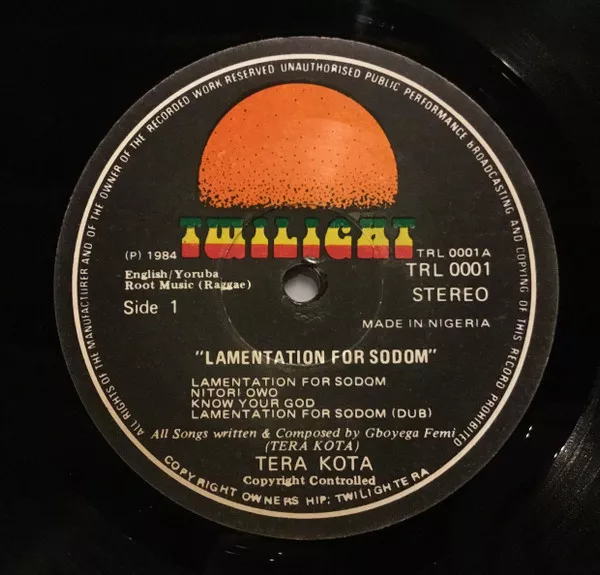 ALL RIGHTS OF THE MANUFACTURER AND OF THE OWNER OF THE RECORDED WORK RESERVED UNAUTHORISED PUBLIC PERFORMANCE BROADCASTING AND COPYING OF THIS RECORD PROHIBITED
TWILIGHT
(P) 1984
TRL 0001A
English/Yoruba
TRL 0001
Root Music (Raggae)
Side 1
STEREO
MADE IN NIGERIA
"LAMENTATION FOR SODOM"
LAMENTATION FOR SODOM
NITORI OWO
KNOW YOUR GOD
LAMENTATION FOR SODOM (DUB)
All Songs written & Composed by Gboyega Femi
(TERA KOTA)
TERA KOTA
Copyright Controlled
COPYRIGHT OWNERS HIP: TWILIGHTERA